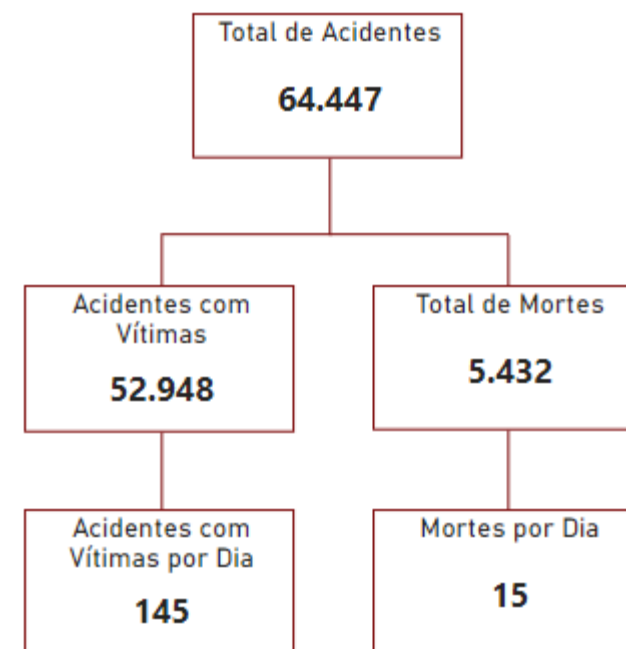 Total de Acidentes
64.447
Acidentes com
Vítimas
52.948
Total de Mortes
5.432
Acidentes com
Vítimas por Dia
145
Mortes por Dia
15